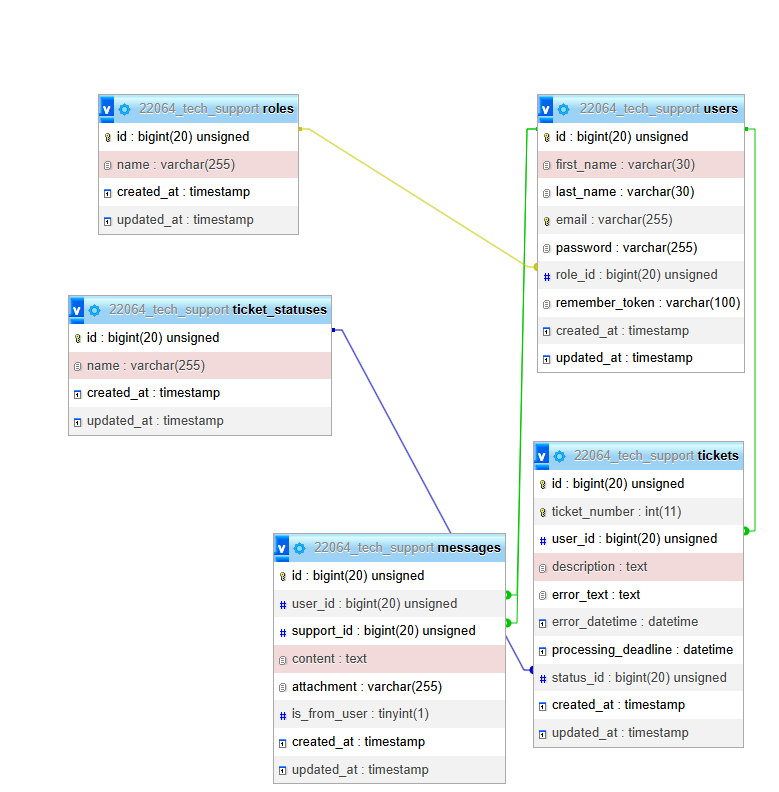 v 22064_tech_support roles
id : bigint(20) unsigned
name : varchar(255)
created_at : timestamp
updated_at : timestamp
v 22064_tech_support users
id : bigint(20) unsigned
first_name : varchar(30)
last_name : varchar(30)
email : varchar(255)
password : varchar(255)
# role_id : bigint(20) unsigned
remember_token : varchar(100)
created_at : timestamp
updated_at : timestamp
v 22064_tech_support ticket_statuses
id : bigint(20) unsigned
name : varchar(255)
created_at : timestamp
updated_at : timestamp
v 22064_tech_support tickets
id : bigint(20) unsigned
ticket_number : int(11)
# user_id : bigint(20) unsigned
description : text
error_text : text
error_datetime : datetime
processing_deadline : datetime
# status_id : bigint(20) unsigned
created_at : timestamp
updated_at : timestamp
v 22064_tech_support messages
id : bigint(20) unsigned
# user_id : bigint(20) unsigned
# support_id : bigint(20) unsigned
content : text
attachment : varchar(255)
# is_from_user : tinyint(1)
created_at : timestamp
updated_at : timestamp